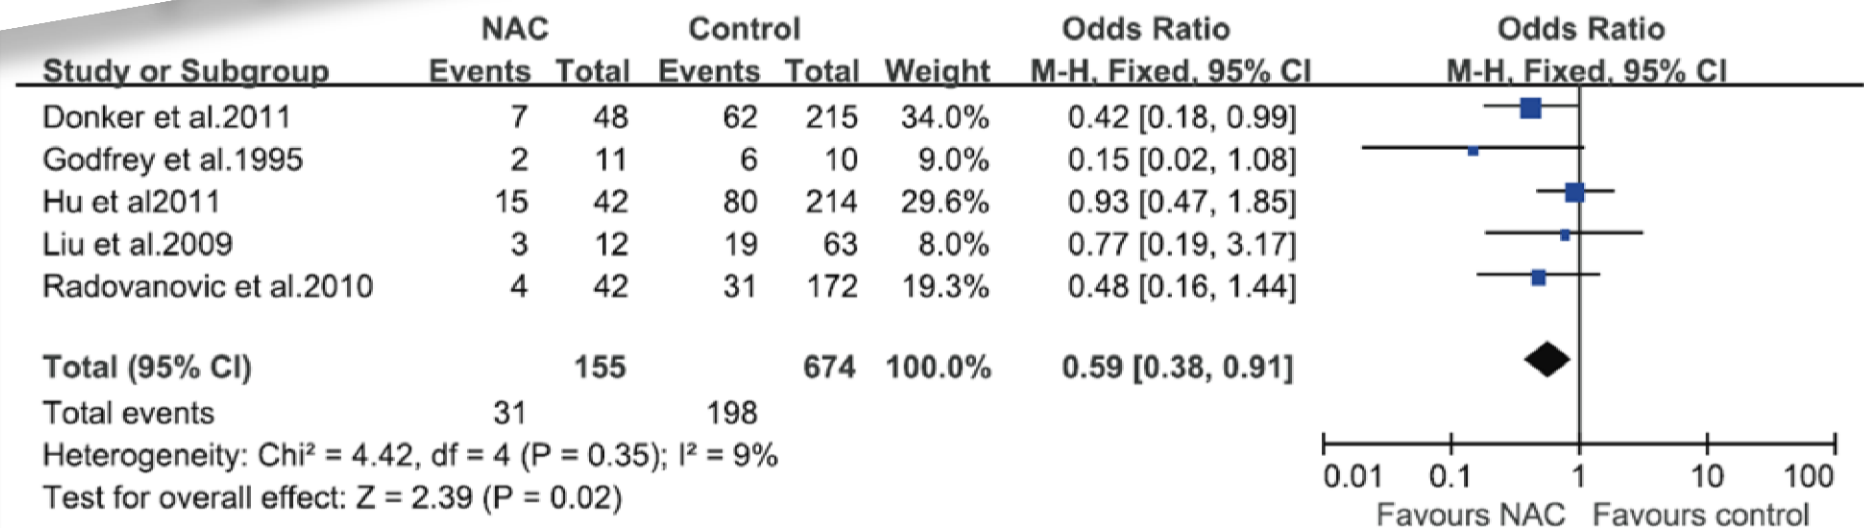 NAC Control Odds Ratio Odds Ratio
Study or Subgroup Events Total Events Total Weight M-H, Fixed, 95% CI M-H, Fixed, 95% CI
Donker et al.2011 7 48 62 215 34.0% 0.42 [0.18, 0.99]
Godfrey et al.1995 2 11 6 10 9.0% 0.15 [0.02, 1.08]
Hu et al2011 15 42 80 214 29.6% 0.93 [0.47, 1.85]
Liu et al.2009 3 12 19 63 8.0% 0.77 [0.19, 3.17]
Radovanovic et al.2010 4 42 31 172 19.3% 0.48 [0.16, 1.44]
Total (95% CI) 155 674 100.0% 0.59 [0.38, 0.91]
Total events 31 198
Heterogeneity: Chi² = 4.42, df = 4 (P = 0.35); I² = 9%
Test for overall effect: Z = 2.39 (P = 0.02)
0.01 0.1 1 10 100
Favours NAC Favours control